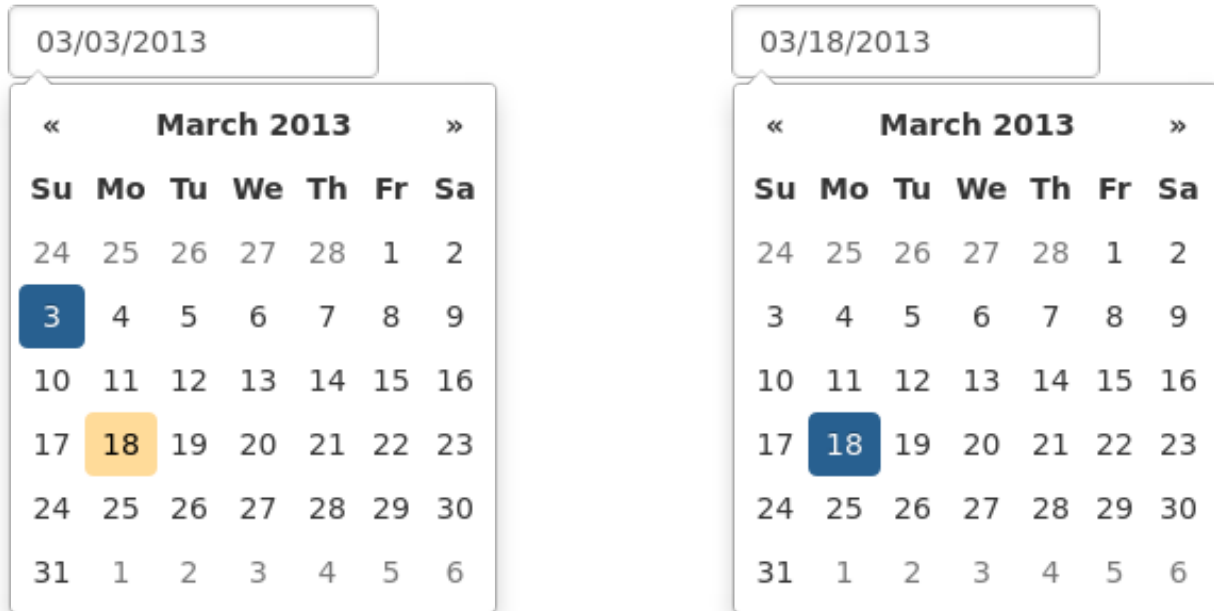 03/03/2013
« March 2013 »
Su Mo Tu We Th Fr Sa
24 25 26 27 28 1 2
3 4 5 6 7 8 9
10 11 12 13 14 15 16
17 18 19 20 21 22 23
24 25 26 27 28 29 30
31 1 2 3 4 5 6
03/18/2013
« March 2013 »
Su Mo Tu We Th Fr Sa
24 25 26 27 28 1 2
3 4 5 6 7 8 9
10 11 12 13 14 15 16
17 18 19 20 21 22 23
24 25 26 27 28 29 30
31 1 2 3 4 5 6